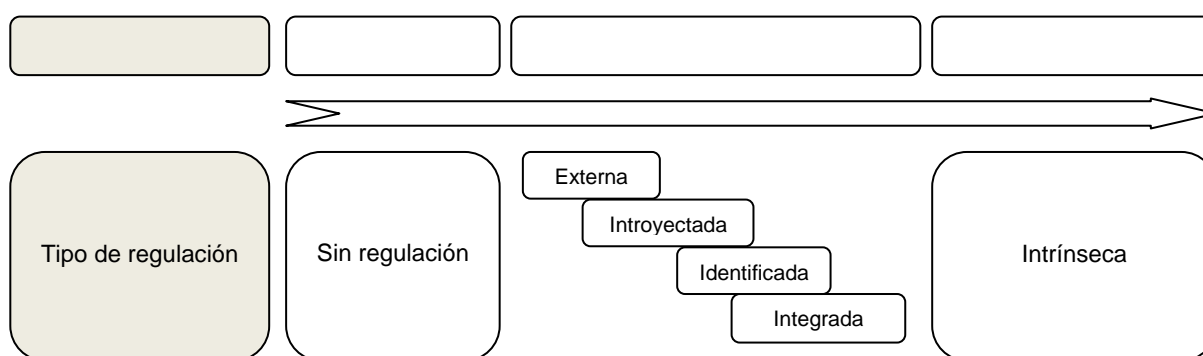 Tipo de regulación
Sin regulación
Externa
Introyectada
Identificada
Integrada
Intrínseca